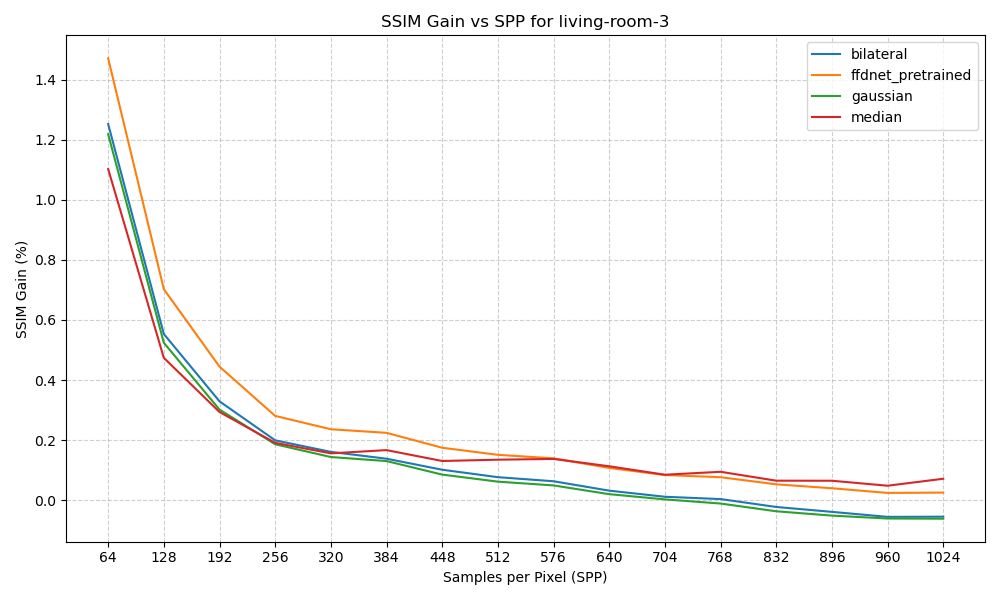 SSIM Gain vs SPP for living-room-3
bilateral
ffdnet_pretrained
gaussian
median
SSIM Gain (%)
1.4
1.2
1.0
0.8
0.6
0.4
0.2
0.0
64 128 192 256 320 384 448 512 576 640 704 768 832 896 960 1024
Samples per Pixel (SPP)